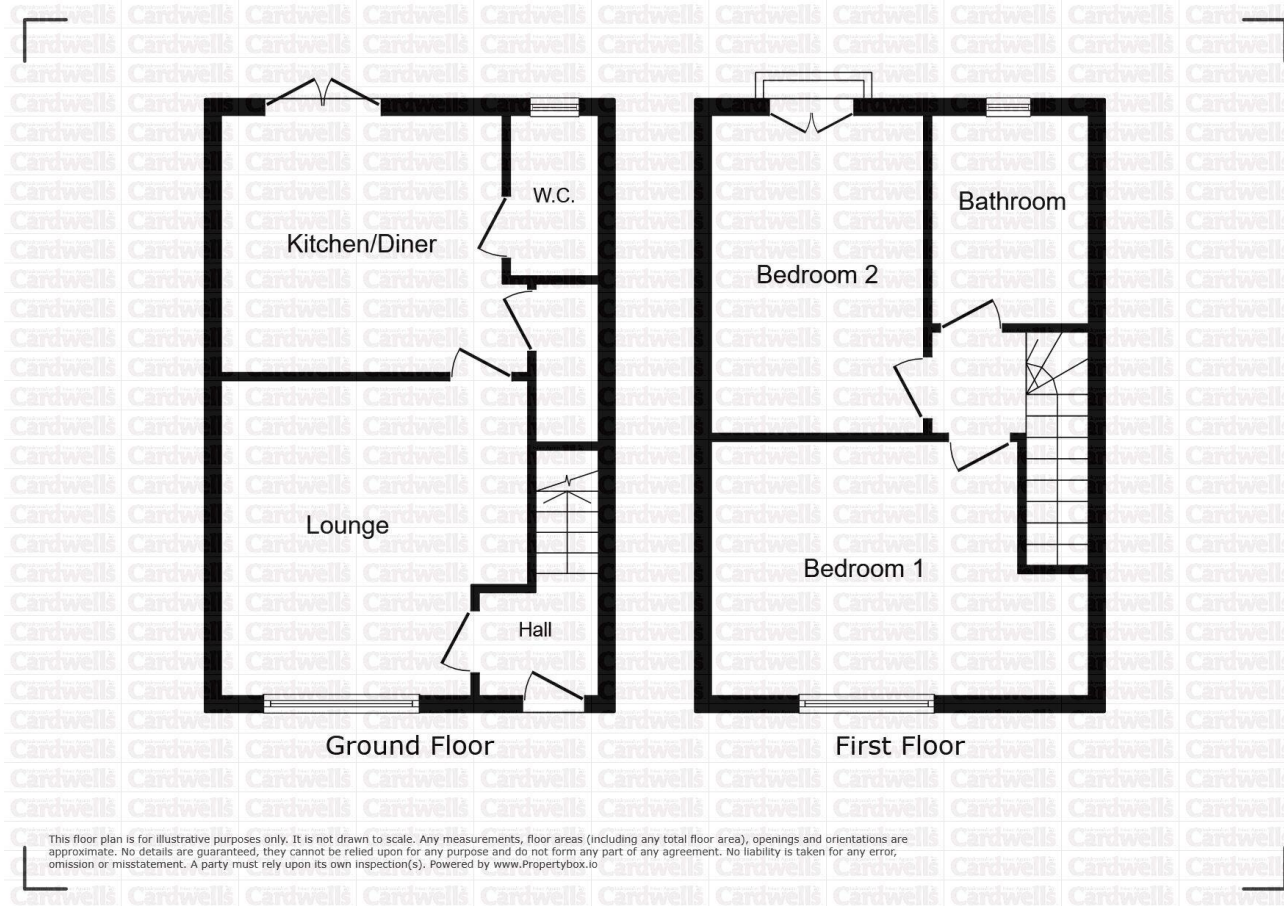 W.C.
Kitchen/Diner
Lounge
Hall
Ground Floor
Bathroom
Bedroom 2
Bedroom 1
First Floor
This floor plan is for illustrative purposes only. It is not drawn to scale. Any measurements, floor areas (including any total floor area), openings and orientations are
approximate. No details are guaranteed, they cannot be relied upon for any purpose and do not form any part of any agreement. No liability is taken for any error,
omission or misstatement. A party must rely upon its own inspection(s). Powered by www.Propertybox.io
Cardwells